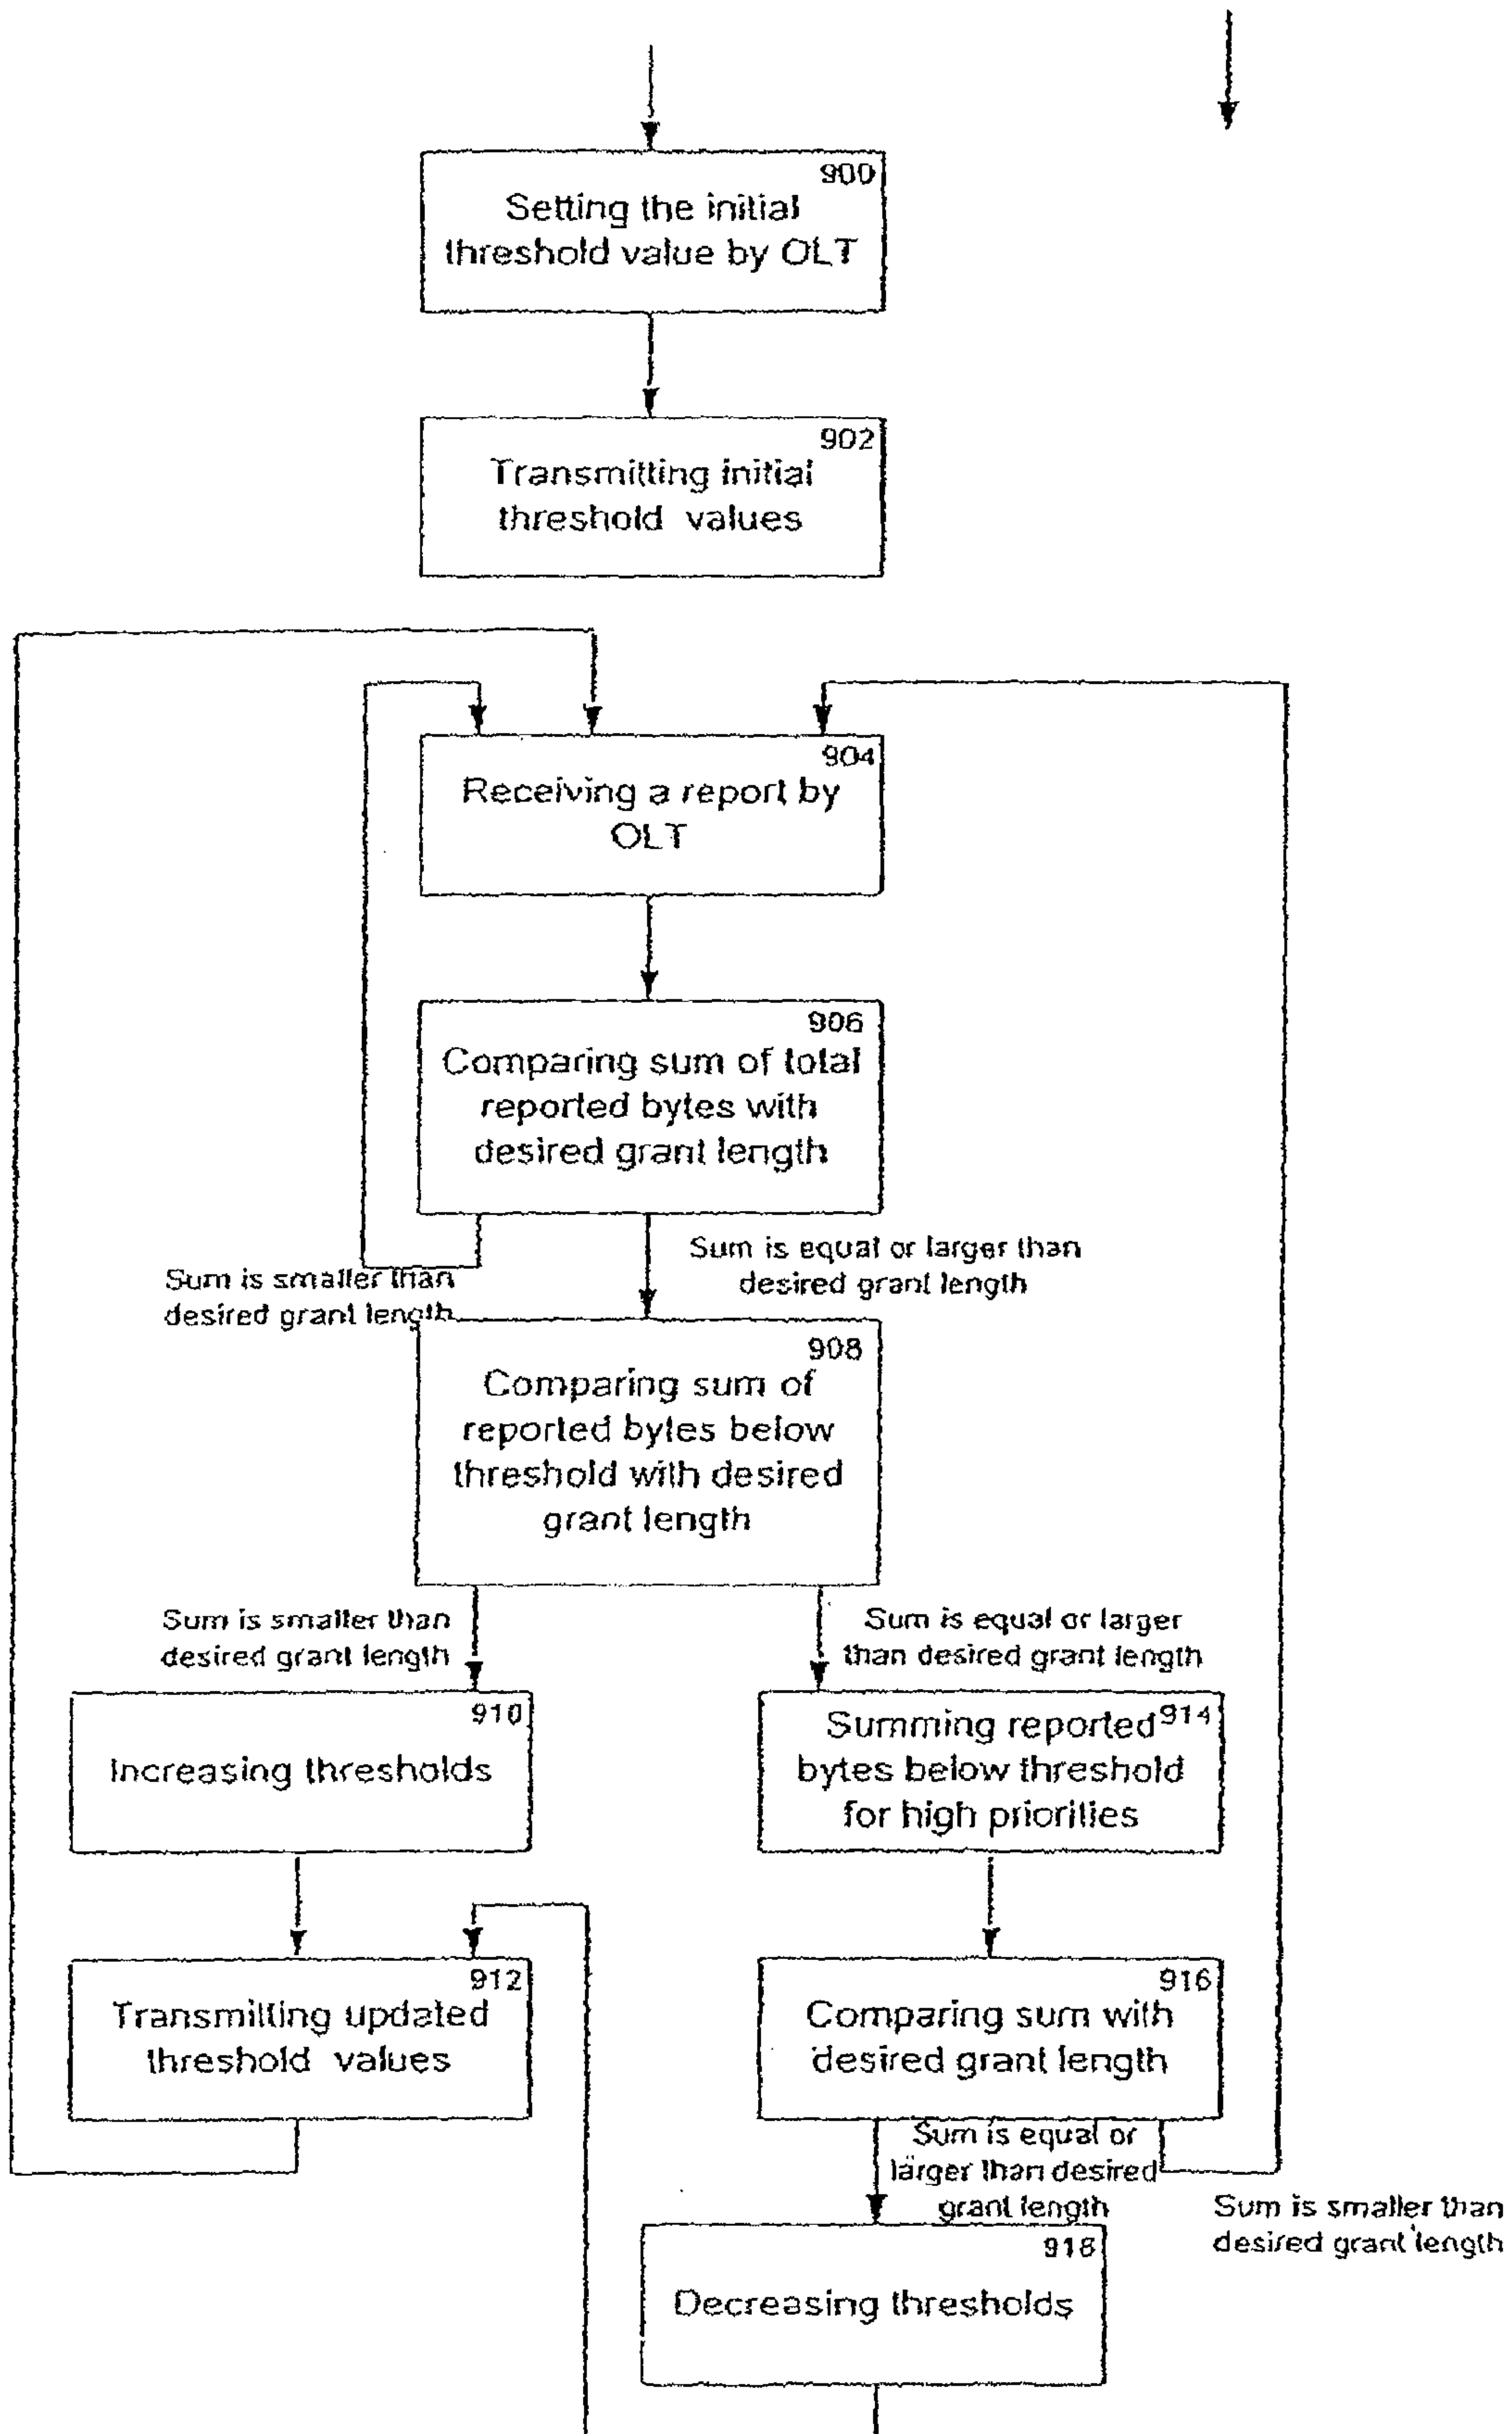 900
Setting the initial
threshold value by OLT
902
Transmitting initial
threshold values
904
Receiving a report by
OLT
906
Comparing sum of total
reported bytes with
desired grant length
Sum is equal or larger than
desired grant length
Sum is smaller than
desired grant length
908
Comparing sum of
reported bytes below
threshold with desired
grant length
Sum is smaller than
desired grant length
Sum is equal or larger
than desired grant length
910
Increasing thresholds
914
Summing reported
bytes below threshold
for high priorities
912
Transmitting updated
threshold values
916
Comparing sum with
desired grant length
Sum is equal or
larger than desired
grant length
Sum is smaller than
desired grant length
918
Decreasing thresholds